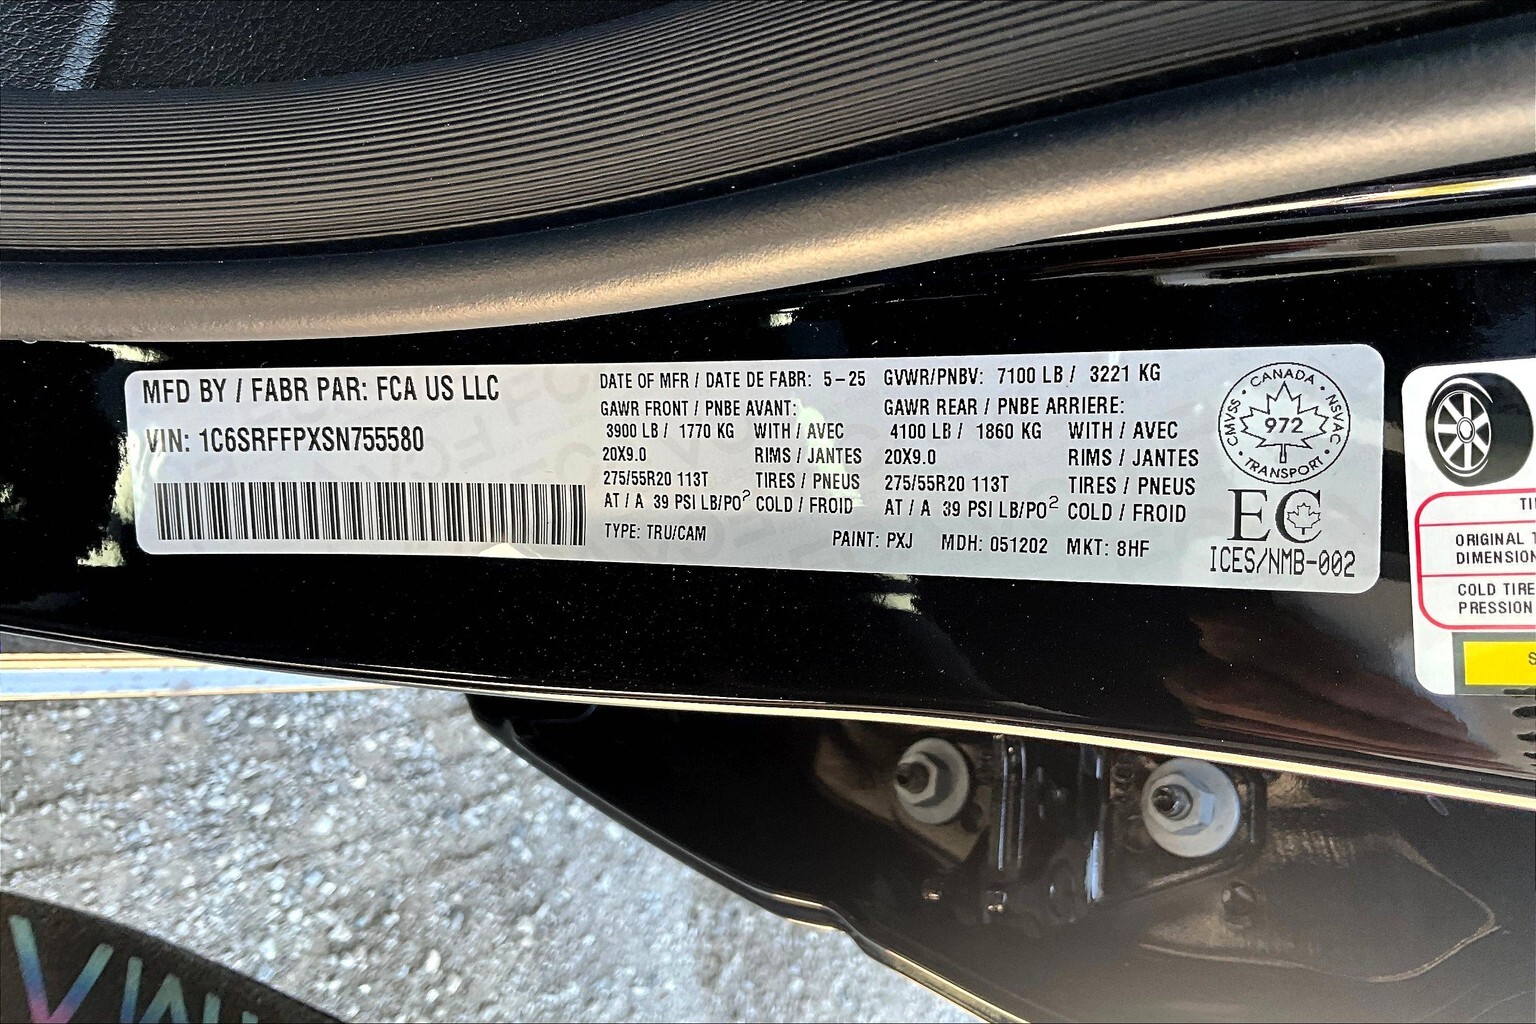 MFD BY / FABR PAR: FCA US LLC
VIN: 1C6SRFFPXSN755580
DATE OF MFR / DATE DE FABR: 5-25 GVWR/PNBV: 7100 LB / 3221 KG
GAWR FRONT / PNBE AVANT: GAWR REAR / PNBE ARRIERE:
3900 LB / 1770 KG WITH / AVEC 4100 LB / 1860 KG WITH / AVEC
20X9.0 RIMS / JANTES 20X9.0 RIMS / JANTES
275/55R20 113T TIRES / PNEUS 275/55R20 113T TIRES / PNEUS
AT / A 39 PSI LB/PO² COLD / FROID AT / A 39 PSI LB/PO² COLD / FROID
TYPE: TRU/CAM PAINT: PXJ MDH: 051202 MKT: 8HF
CANADA
CMVSS 972 NSVAC
TRANSPORT
EC
ICES/NMB-002
ORIGINAL
DIMENSION
COLD TIRE
PRESSION